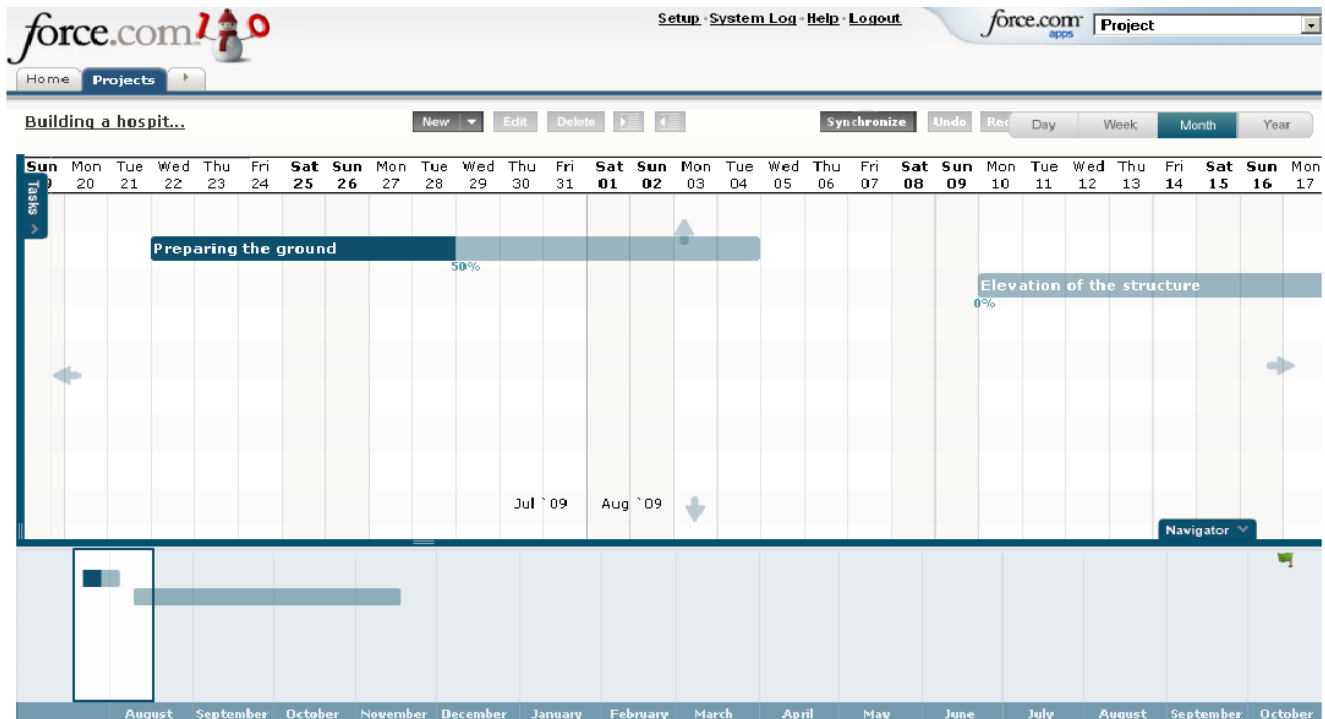 force.com Setup · System Log · Help · Logout force.com apps Project
Home Projects
Building a hospit... New Edit Delete Synchronize Undo Day Week Month Year
Sun Mon Tue Wed Thu Fri Sat Sun Mon Tue Wed Thu Fri Sat Sun Mon Tue Wed Thu Fri Sat Sun Mon Tue Wed Thu Fri Sat Sun Mon
20 21 22 23 24 25 26 27 28 29 30 31 01 02 03 04 05 06 07 08 09 10 11 12 13 14 15 16 17
Tasks
Preparing the ground
50%
Elevation of the structure
0%
Jul `09 Aug `09
Navigator
August September October November December January February March April May June July August September October